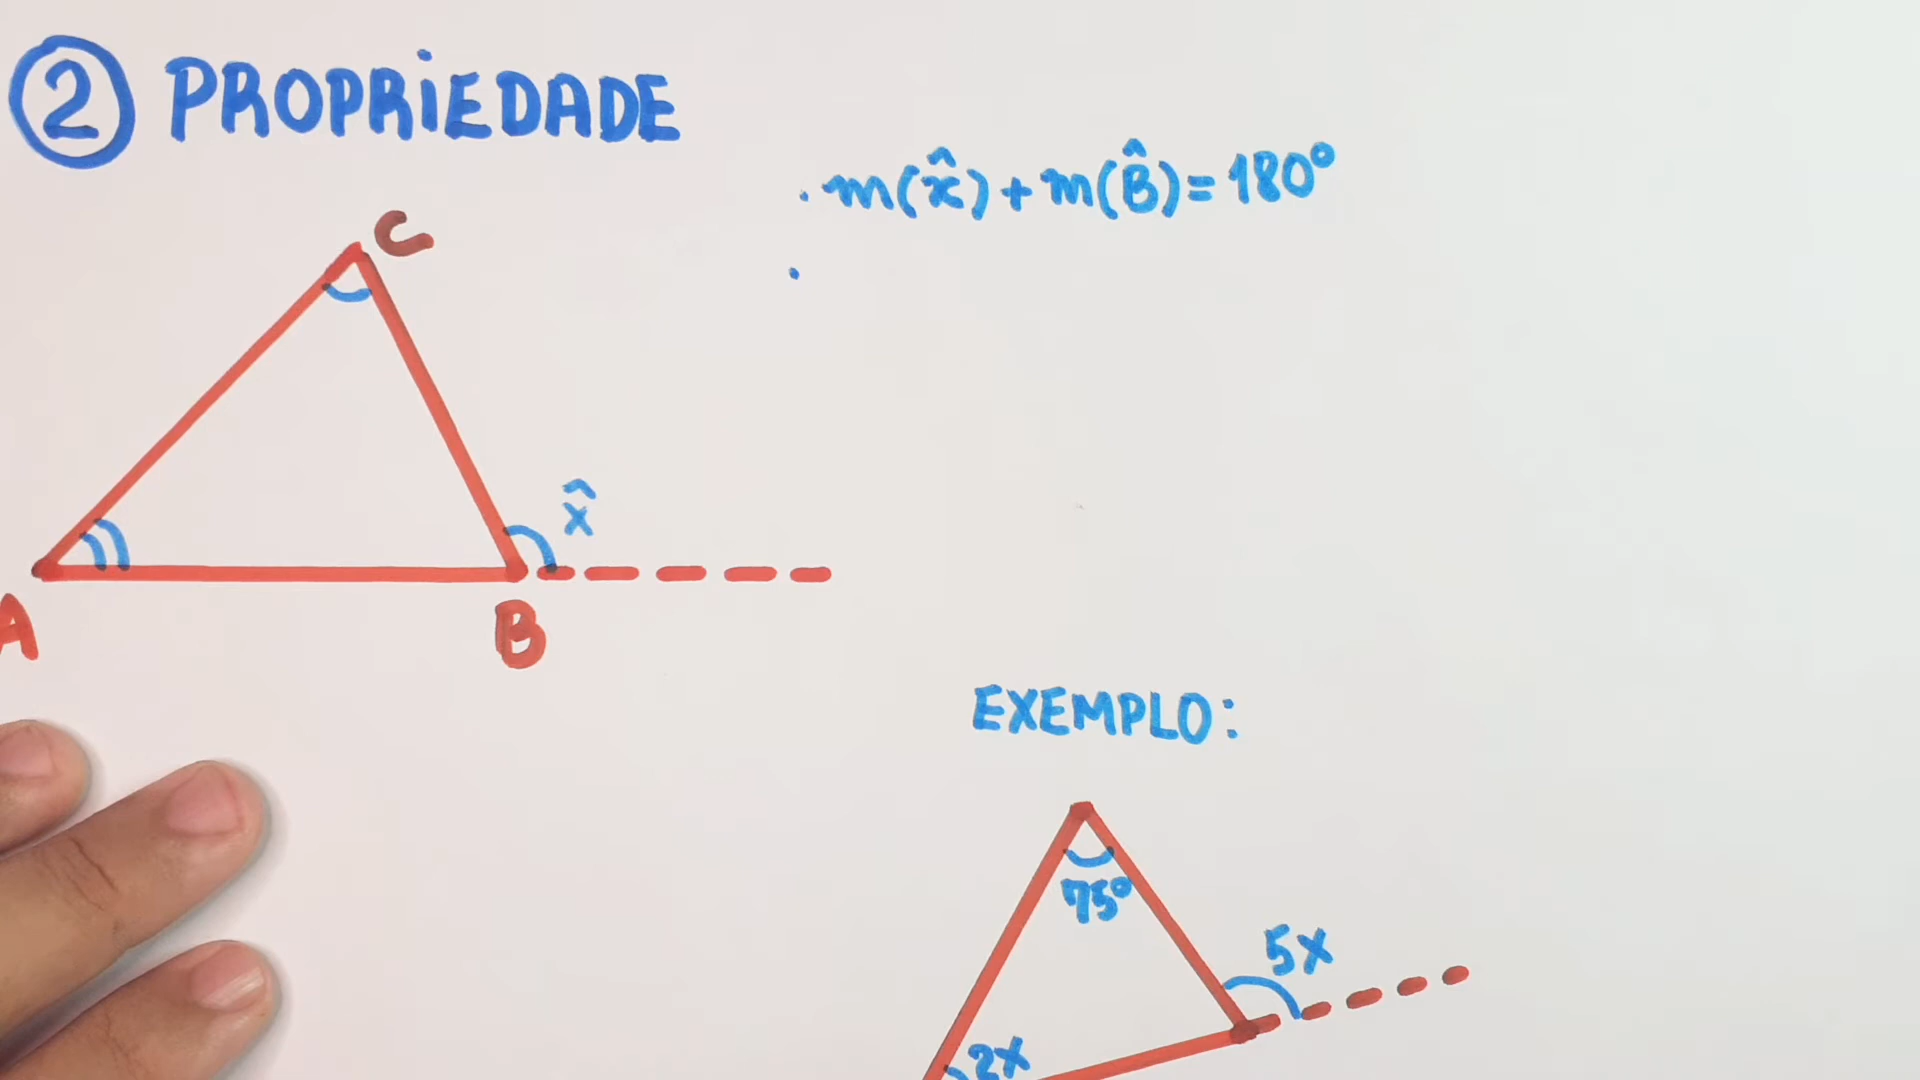 2 PROPRIEDADE
. m(x̂) + m(B̂) = 180°
.
C
x̂
A
B
EXEMPLO:
75°
5x
2x